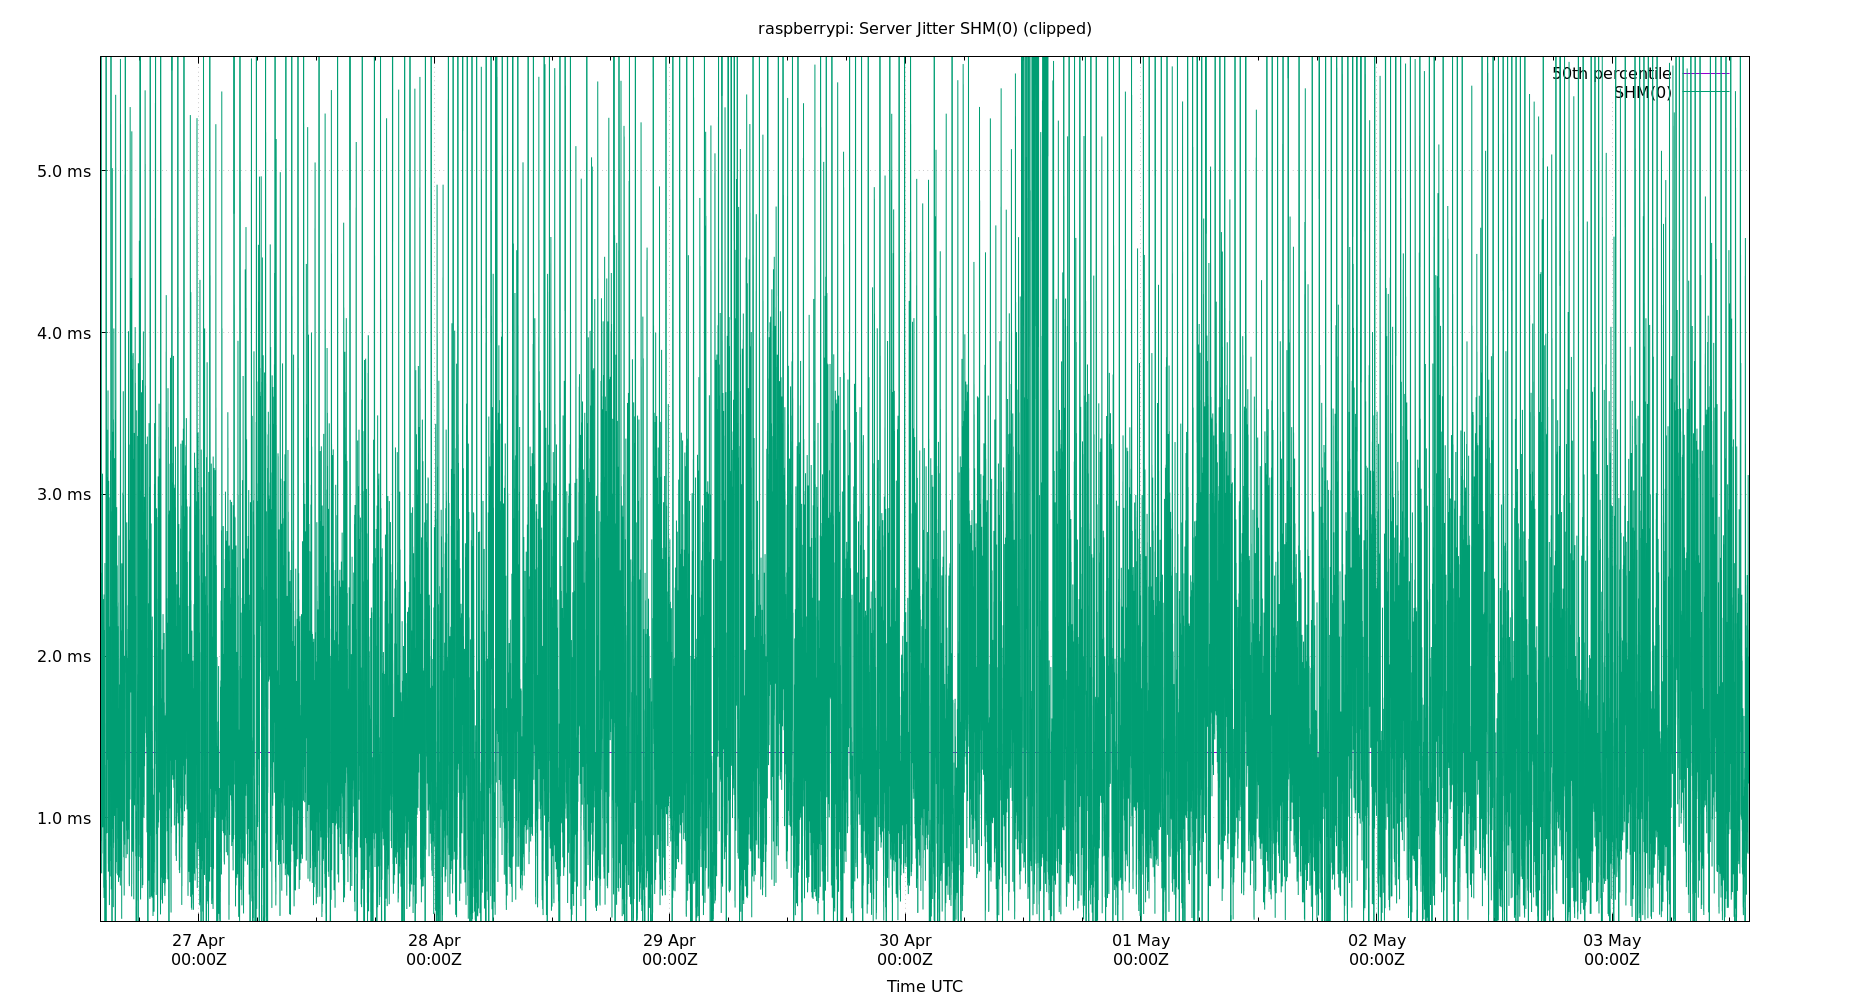 raspberrypi: Server Jitter SHM(0) (clipped)
50th percentile
SHM(0)
5.0 ms
4.0 ms
3.0 ms
2.0 ms
1.0 ms
27 Apr 28 Apr 29 Apr 30 Apr 01 May 02 May 03 May
00:00Z 00:00Z 00:00Z 00:00Z 00:00Z 00:00Z 00:00Z
Time UTC